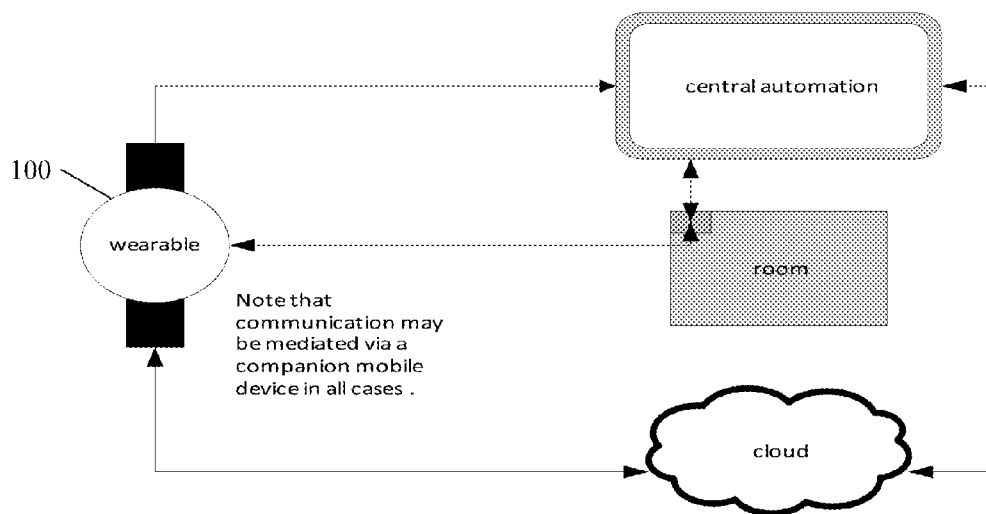 central automation
100
wearable
room
Note that
communication may
be mediated via a
companion mobile
device in all cases .
cloud